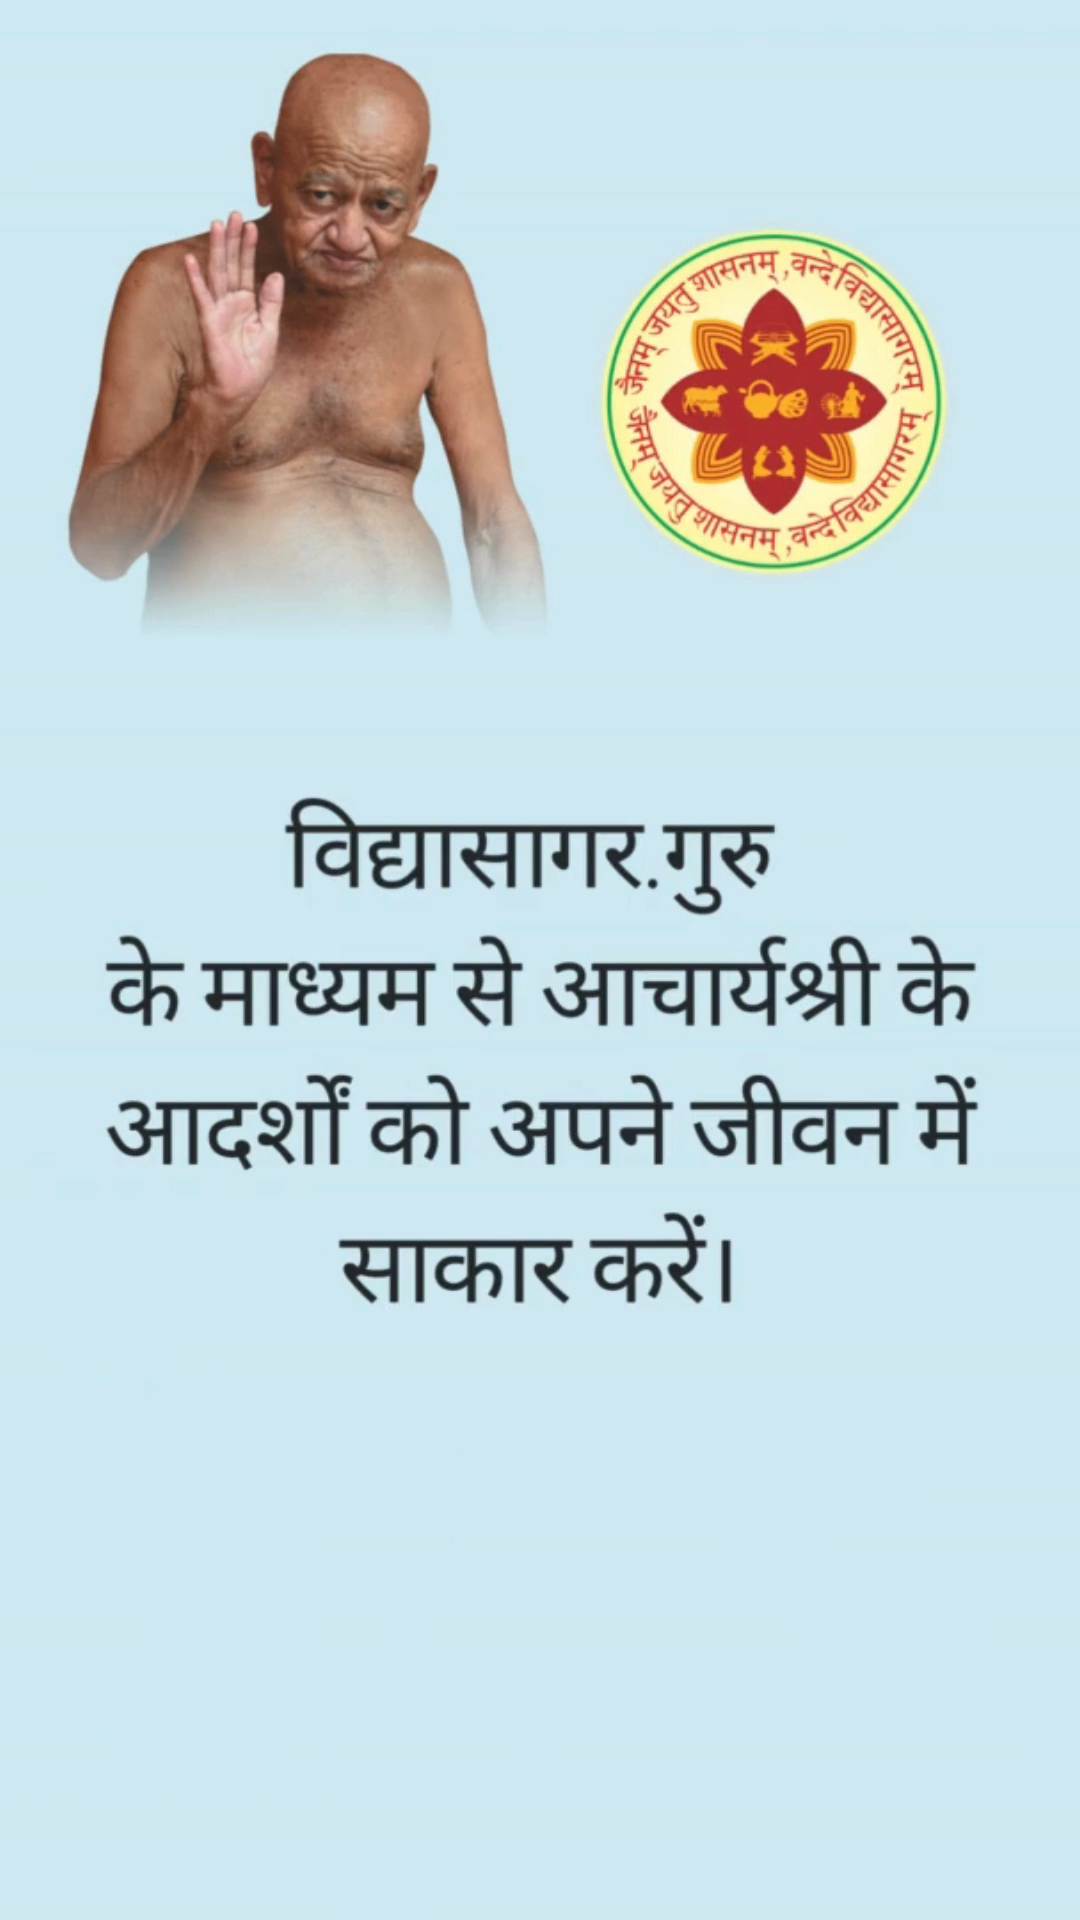 जैनम् जयतु शासनम् ,वन्दे विद्यासागरम्
जैनम् जयतु शासनम् ,वन्दे विद्यासागरम्
विद्यासागर.गुरु
के माध्यम से आचार्यश्री के
आदर्शों को अपने जीवन में
साकार करें।